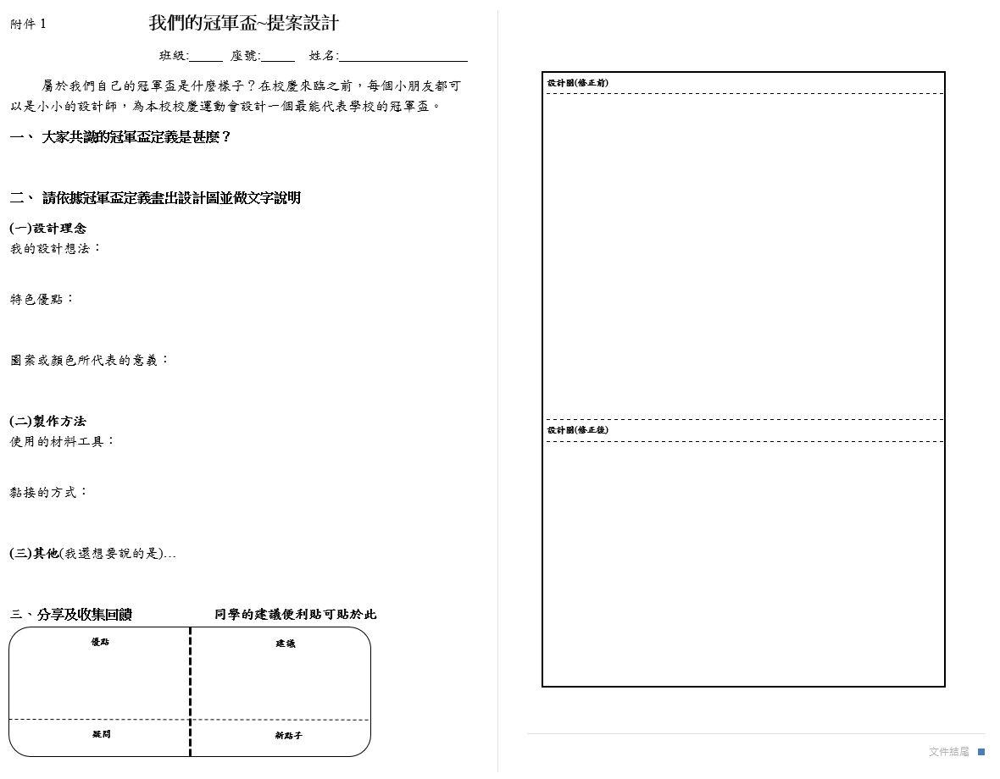 附件 1
我們的冠軍盃~提案設計
班級:_____ 座號:_____ 姓名:___________________
屬於我們自己的冠軍盃是什麼樣子？在校慶來臨之前，每個小朋友都可
以是小小的設計師，為本校校慶運動會設計一個最能代表學校的冠軍盃。
一、 大家共識的冠軍盃定義是甚麼？
二、 請依據冠軍盃定義畫出設計圖並做文字說明
(一)設計理念
我的設計想法：
特色優點：
圖案或顏色所代表的意義：
(二)製作方法
使用的材料工具：
黏接的方式：
(三)其他(我還想要說的是)…
三、分享及收集回饋 同學的建議便利貼可貼於此
優點 建議
疑問 新點子
設計圖(修正前)
設計圖(修正後)
文件結尾